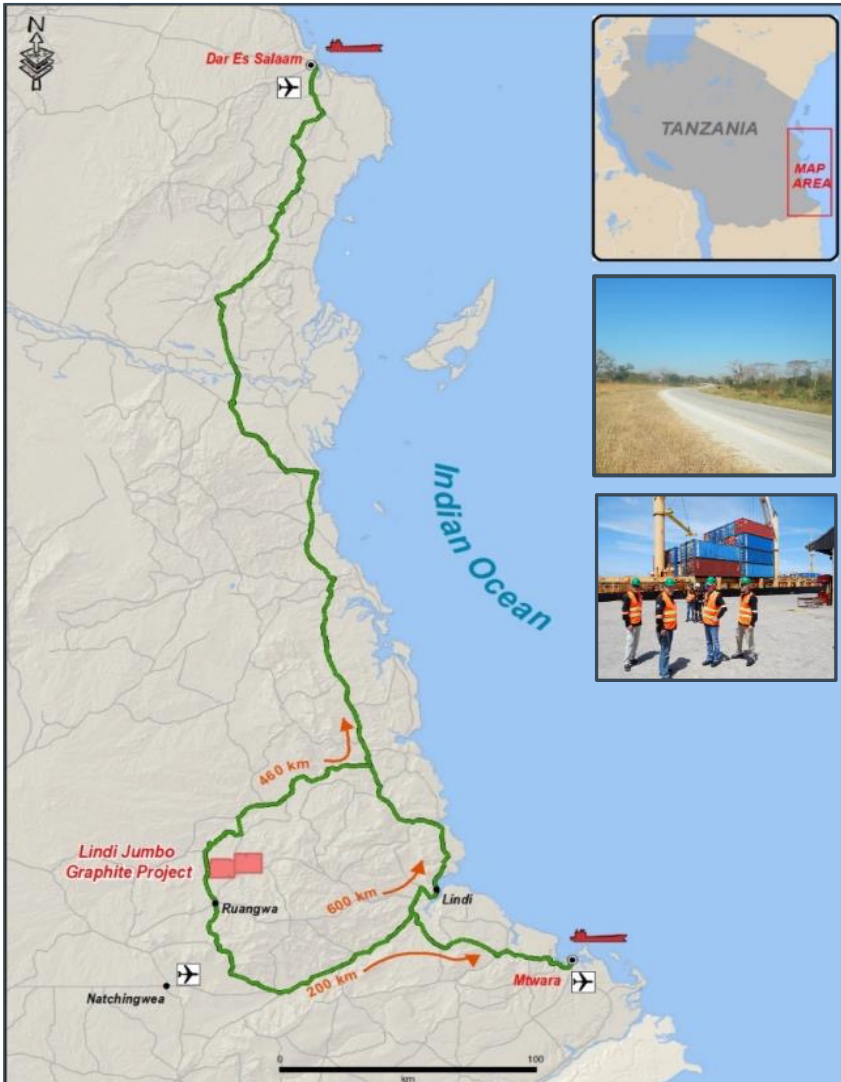 N
Dar Es Salaam
TANZANIA
MAP
AREA
Indian Ocean
460 km
Lindi Jumbo
Graphite Project
600 km
Lindi
Ruangwa
200 km
Mtwara
Natchingwea
0
100
km